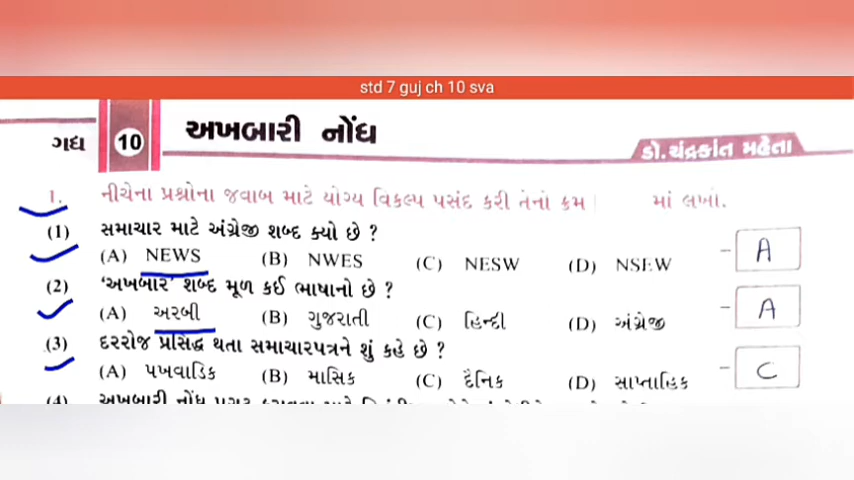 std 7 guj ch 10 sva
ગદ્ય 10 અખબારી નોંધ
ડો. ચંદ્રકાંત મહેતા
1. નીચેના પ્રશ્નોના જવાબ માટે યોગ્ય વિકલ્પ પસંદ કરી તેનો ક્રમ માં લખો.
(1) સમાચાર માટે અંગ્રેજી શબ્દ ક્યો છે ?
(A) NEWS (B) NWES (C) NESW (D) NSEW - A
(2) 'અખબાર' શબ્દ મૂળ કઈ ભાષાનો છે ?
(A) અરબી (B) ગુજરાતી (C) હિન્દી (D) અંગ્રેજી - A
(3) દરરોજ પ્રસિદ્ધ થતા સમાચારપત્રને શું કહે છે ?
(A) પખવાડિક (B) માસિક (C) દૈનિક (D) સાપ્તાહિક - C
(4) અખબારી નોંધ